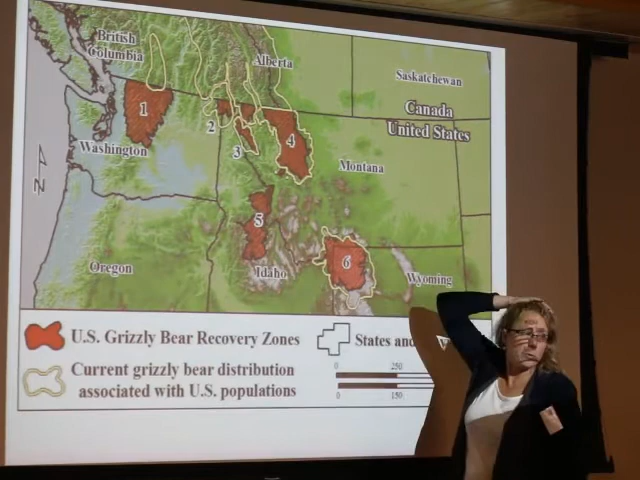 British
Columbia
Alberta
Saskatchewan
Canada
United States
1
2
3
4
Washington
Montana
5
6
Oregon
Idaho
Wyoming
N
U.S. Grizzly Bear Recovery Zones
States and
Current grizzly bear distribution
associated with U.S. populations
0 250
0 150